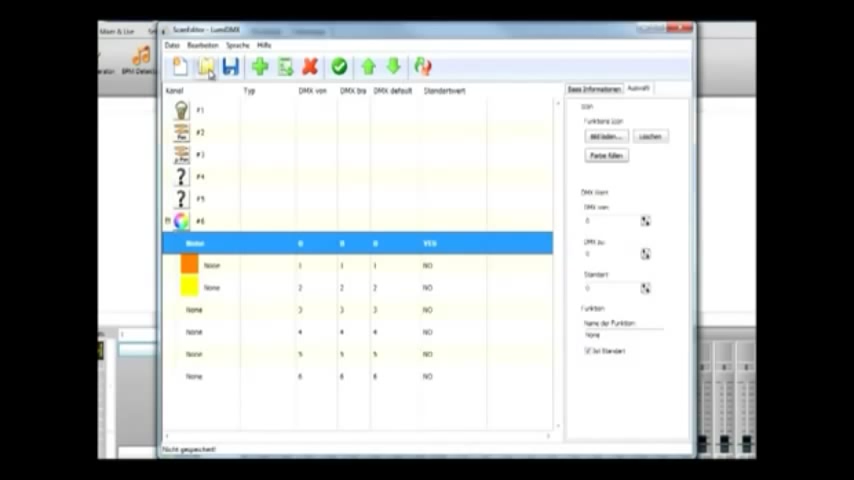 Mixer & Live
ScanEditor - LumiDMX
Datei Bearbeiten Sprache Hilfe
Kanal Typ DMX von DMX bis DMX default Standardwert
#1
#2
#3
#4
#5
#6
None 0 0 0 YES
None 1 1 1 NO
None 2 2 2 NO
None 3 3 3 NO
None 4 4 4 NO
None 5 5 5 NO
None 6 6 6 NO
Nicht gespeichert!
Basis Informationen Auswahl
Icon
Funktions Icon
Bild laden... Löschen
Farbe füllen
DMX Wert
DMX von:
0
DMX bis:
0
Standart
0
Funktion
Name der Funktion:
None
Ist Standart